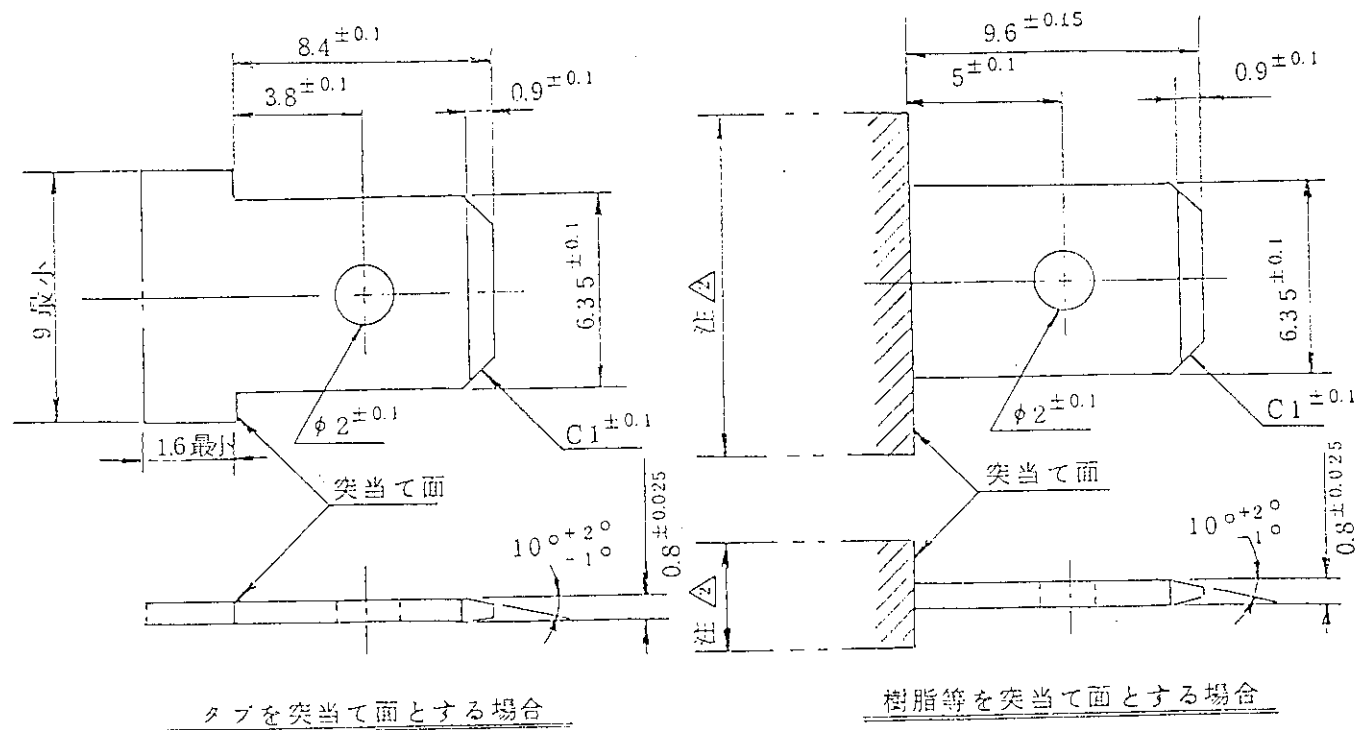 8.4±0.1
3.8±0.1
0.9±0.1
9最小
6.35±0.1
φ2±0.1
C1±0.1
1.6最小
突当て面
10°+2°
-1°
0.8±0.025
タブを突当て面とする場合
9.6±0.15
5±0.1
0.9±0.1
注2
6.35±0.1
C1±0.1
φ2±0.1
突当て面
注2
10°+2°
-1°
0.8±0.025
樹脂等を突当て面とする場合